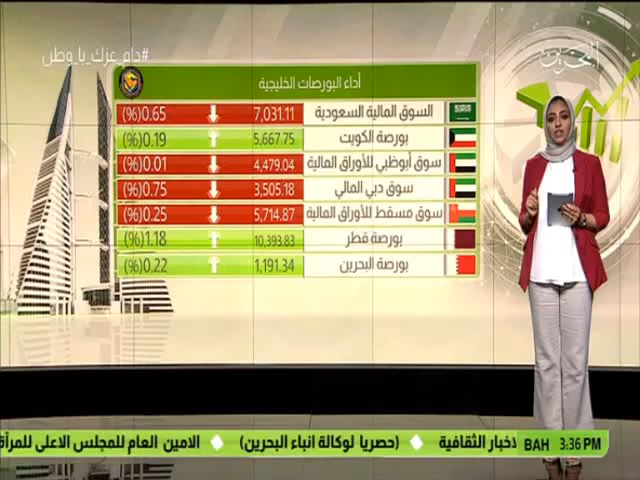 #دام_عزك_يا_وطن
البحرين
أداء البورصات الخليجية
السوق المالية السعودية 7,031.11 0.65(%)
بورصة الكويت 5,667.75 0.19(%)
سوق أبوظبي للأوراق المالية 4,479.04 0.01(%)
سوق دبي المالي 3,505.18 0.75(%)
سوق مسقط للأوراق المالية 5,714.87 0.25(%)
بورصة قطر 10,393.83 1.18(%)
بورصة البحرين 1,191.34 0.22(%)
BAH 3:36 PM
لاخبار الثقافية (حصريا لوكالة انباء البحرين) الامين العام للمجلس الاعلى للمرأة